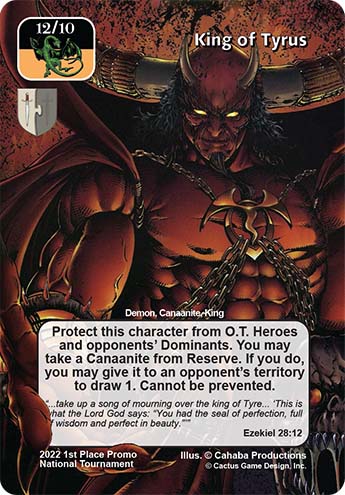 12/10
King of Tyrus
Demon, Canaanite, King
Protect this character from O.T. Heroes
and opponents' Dominants. You may
take a Canaanite from Reserve. If you do,
you may give it to an opponent's territory
to draw 1. Cannot be prevented.
"...take up a song of mourning over the king of Tyre... 'This is
what the Lord God says: "You had the seal of perfection, full
of wisdom and perfect in beauty."'"
Ezekiel 28:12
2022 1st Place Promo
National Tournament
Illus. © Cahaba Productions
© Cactus Game Design, Inc.